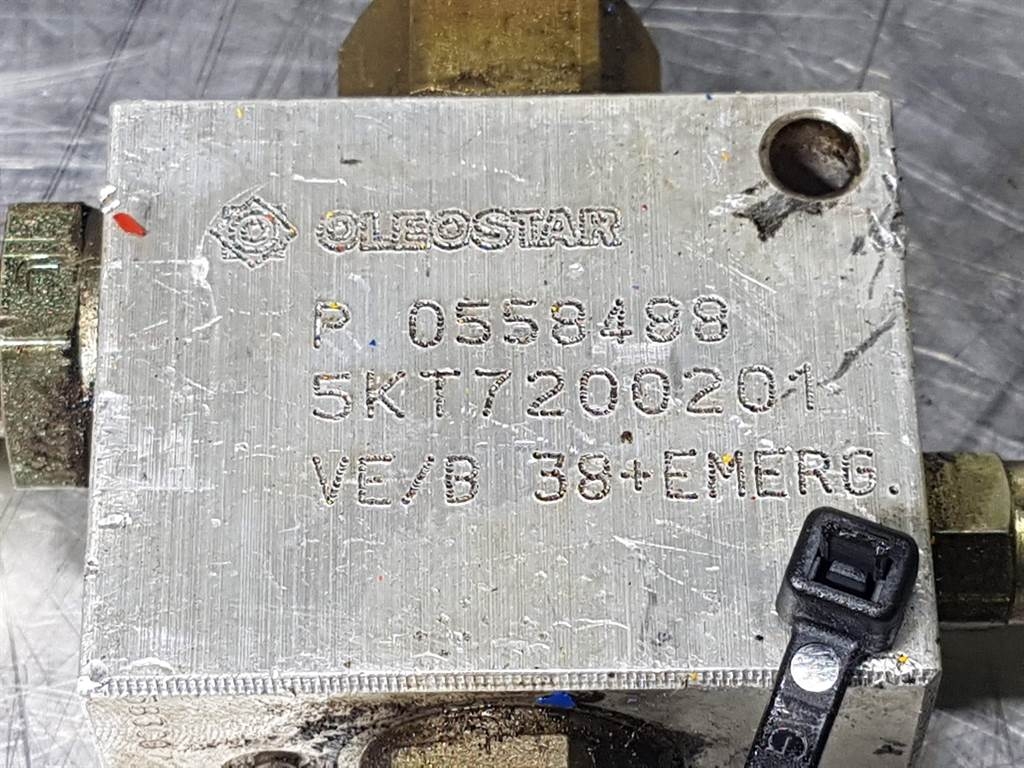 OLEOSTAR
P. 0558488
5KT7200201
VE/B 38+EMERG.